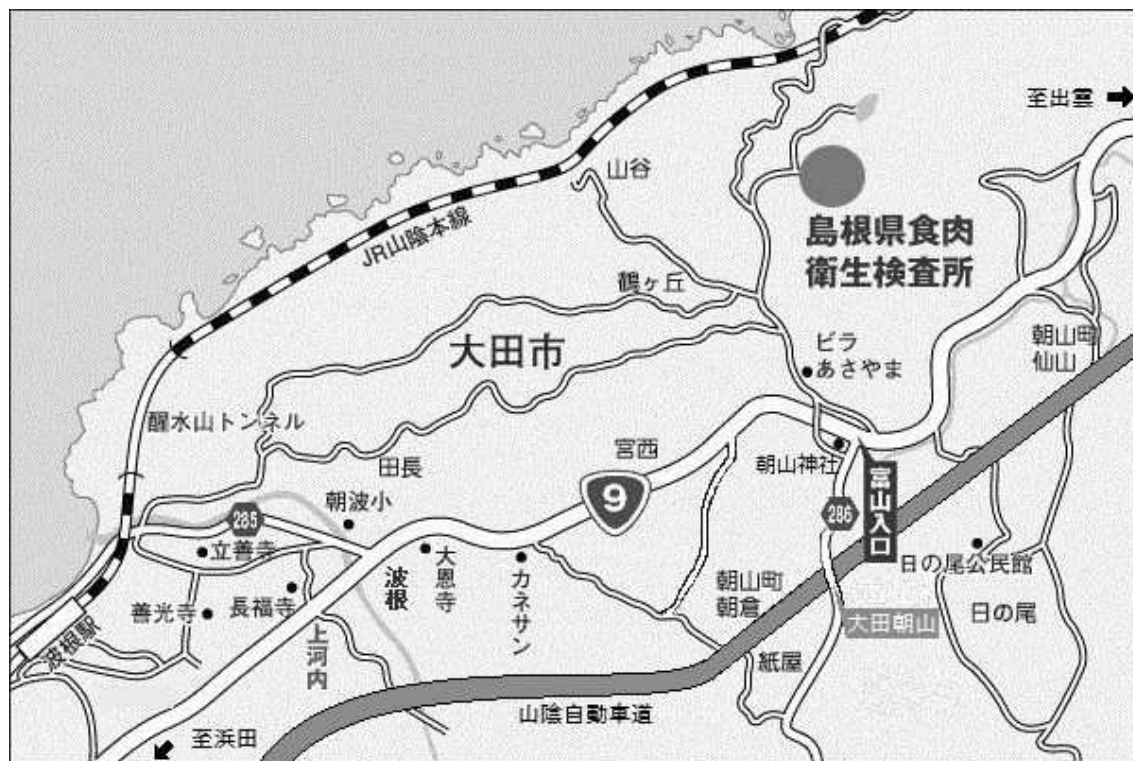 至出雲
山谷
JR山陰本線
島根県食肉
衛生検査所
鶴ヶ丘
大田市
ビラ
あさやま
朝山町
仙山
醒水山トンネル
田長
宮西
朝山神社
富山入口
9
285
286
朝波小
立善寺
大恩寺
波根
カネサン
朝山町
朝倉
日の尾公民館
長福寺
善光寺
大田朝山
日の尾
波根駅
上河内
紙屋
山陰自動車道
至浜田